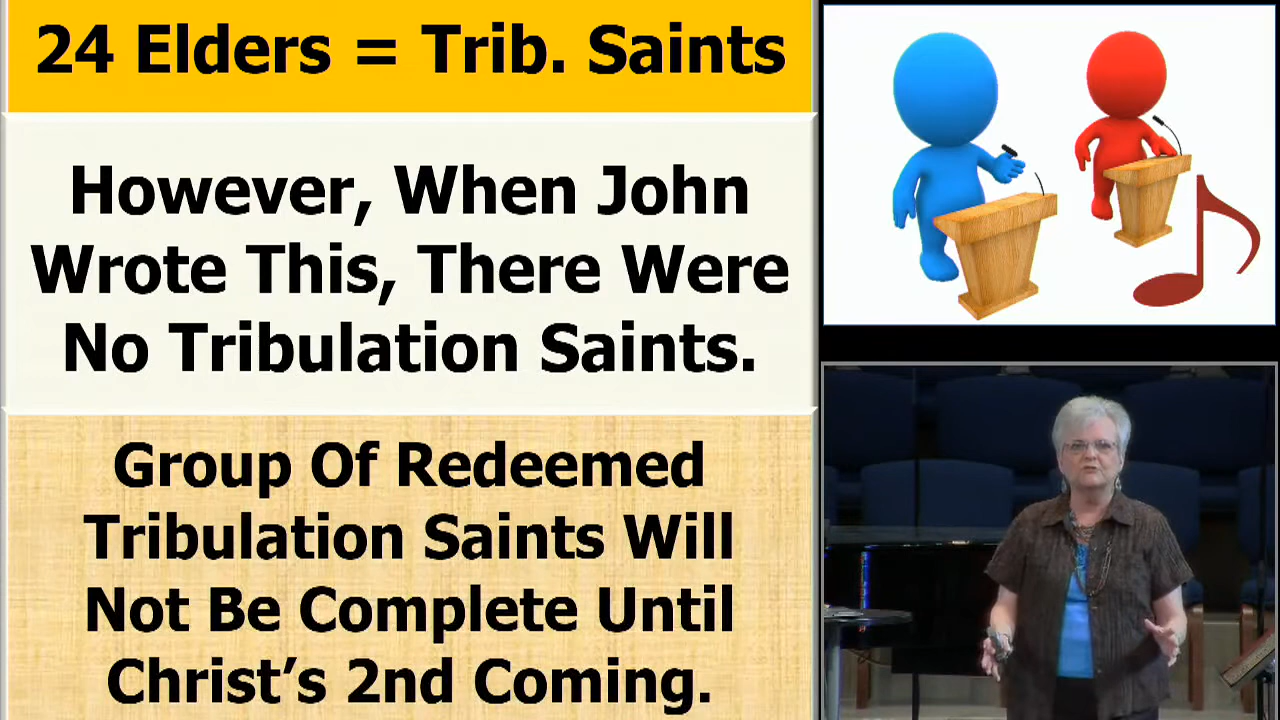 24 Elders = Trib. Saints
However, When John
Wrote This, There Were
No Tribulation Saints.
Group Of Redeemed
Tribulation Saints Will
Not Be Complete Until
Christ’s 2nd Coming.